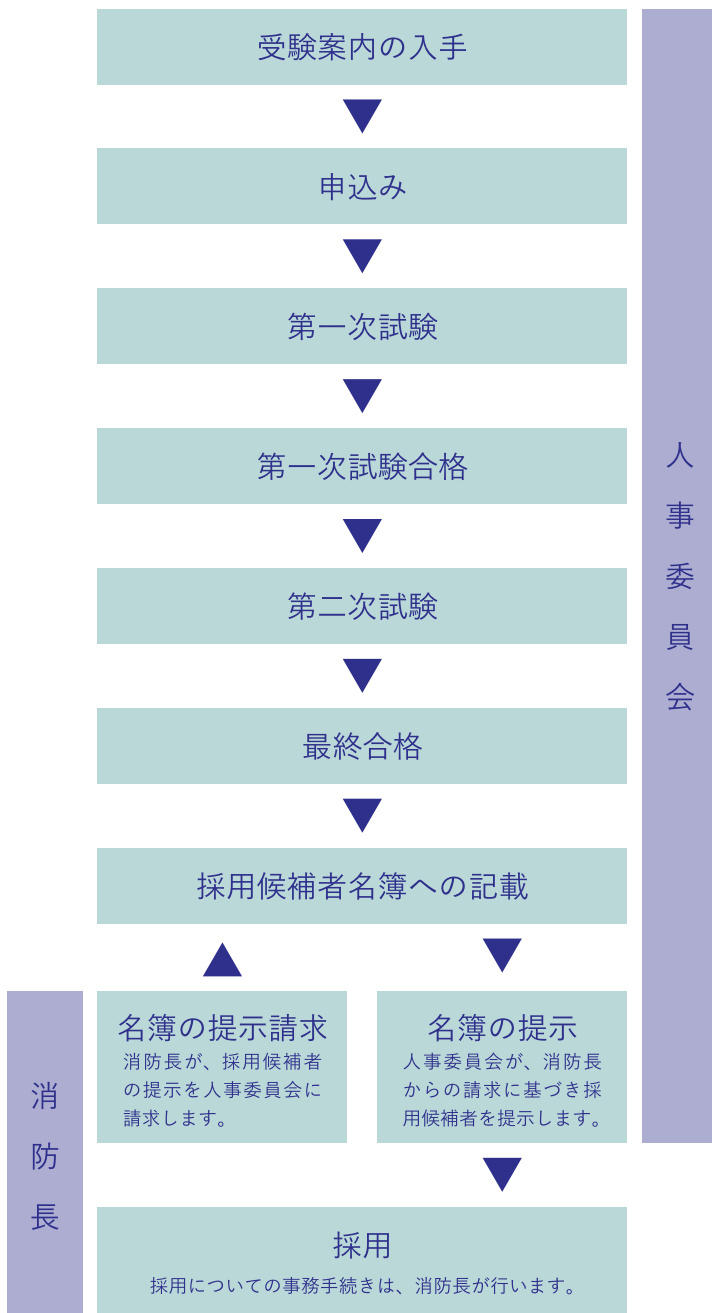 受験案内の入手
申込み
第一次試験
第一次試験合格
第二次試験
最終合格
採用候補者名簿への記載
人事委員会
名簿の提示請求
消防長が、採用候補者
の提示を人事委員会に
請求します。
名簿の提示
人事委員会が、消防長
からの請求に基づき採
用候補者を提示します。
消防長
採用
採用についての事務手続きは、消防長が行います。